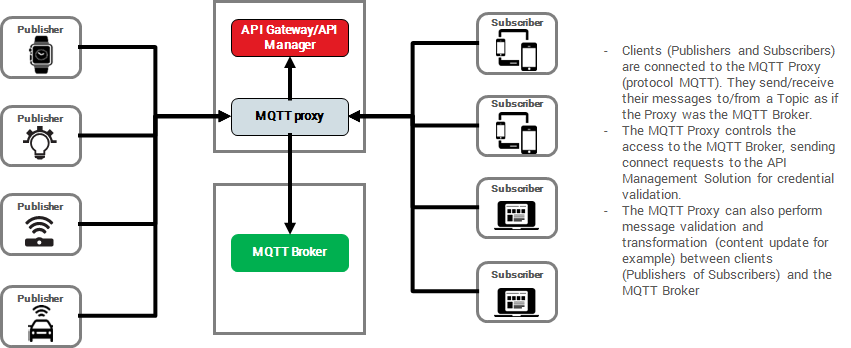 Publisher
Publisher
Publisher
Publisher
API Gateway/API
Manager
MQTT proxy
MQTT Broker
Subscriber
Subscriber
Subscriber
Subscriber
- Clients (Publishers and Subscribers)
are connected to the MQTT Proxy
(protocol MQTT). They send/receive
their messages to/from a Topic as if
the Proxy was the MQTT Broker.
- The MQTT Proxy controls the
access to the MQTT Broker, sending
connect requests to the API
Management Solution for credential
validation.
- The MQTT Proxy can also perform
message validation and
transformation (content update for
example) between clients
(Publishers of Subscribers) and the
MQTT Broker